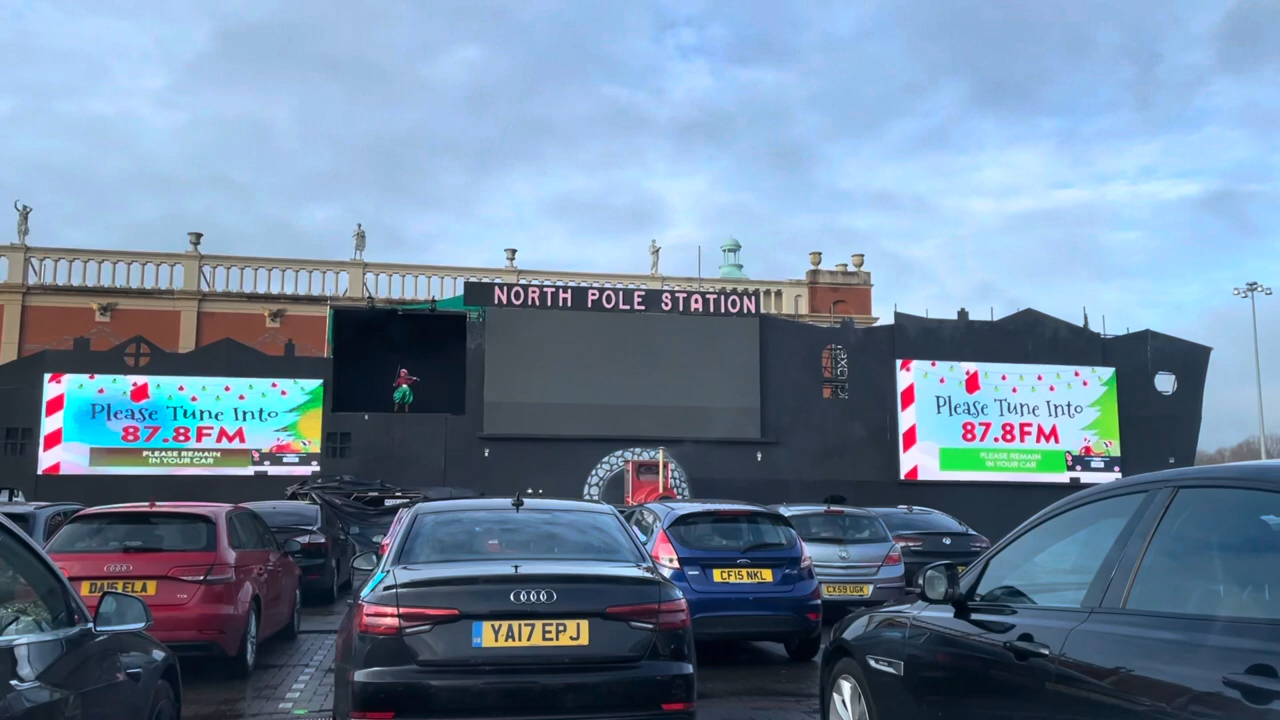 NORTH POLE STATION
Please Tune Into
87.8FM
PLEASE REMAIN
IN YOUR CAR
Please Tune Into
87.8FM
PLEASE REMAIN
IN YOUR CAR
DA15 ELA
TDI
YA17 EPJ
CF15 NKL
CX59 UGK